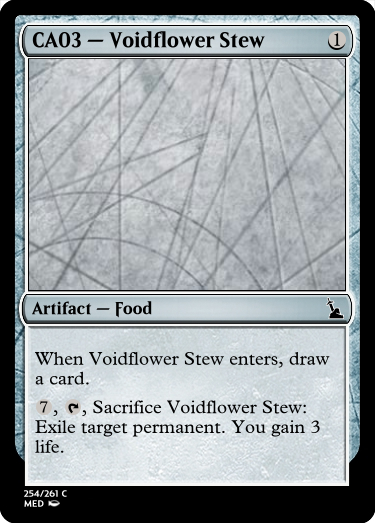 CA03 — Voidflower Stew 1
Artifact — Food
When Voidflower Stew enters, draw
a card.
7, , Sacrifice Voidflower Stew:
Exile target permanent. You gain 3
life.
254/261 C
MED